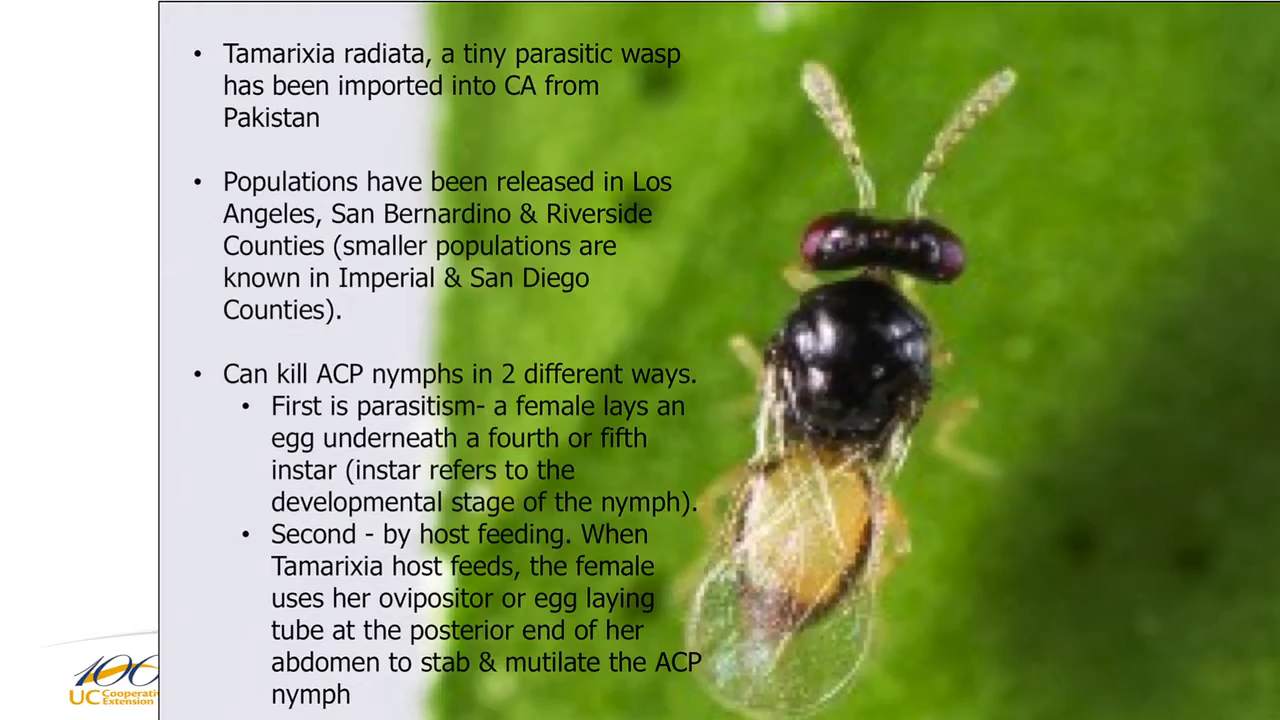 • Tamarixia radiata, a tiny parasitic wasp
has been imported into CA from
Pakistan
• Populations have been released in Los
Angeles, San Bernardino & Riverside
Counties (smaller populations are
known in Imperial & San Diego
Counties).
• Can kill ACP nymphs in 2 different ways.
• First is parasitism- a female lays an
egg underneath a fourth or fifth
instar (instar refers to the
developmental stage of the nymph).
• Second - by host feeding. When
Tamarixia host feeds, the female
uses her ovipositor or egg laying
tube at the posterior end of her
abdomen to stab & mutilate the ACP
nymph
100
UC Cooperativ
Extension